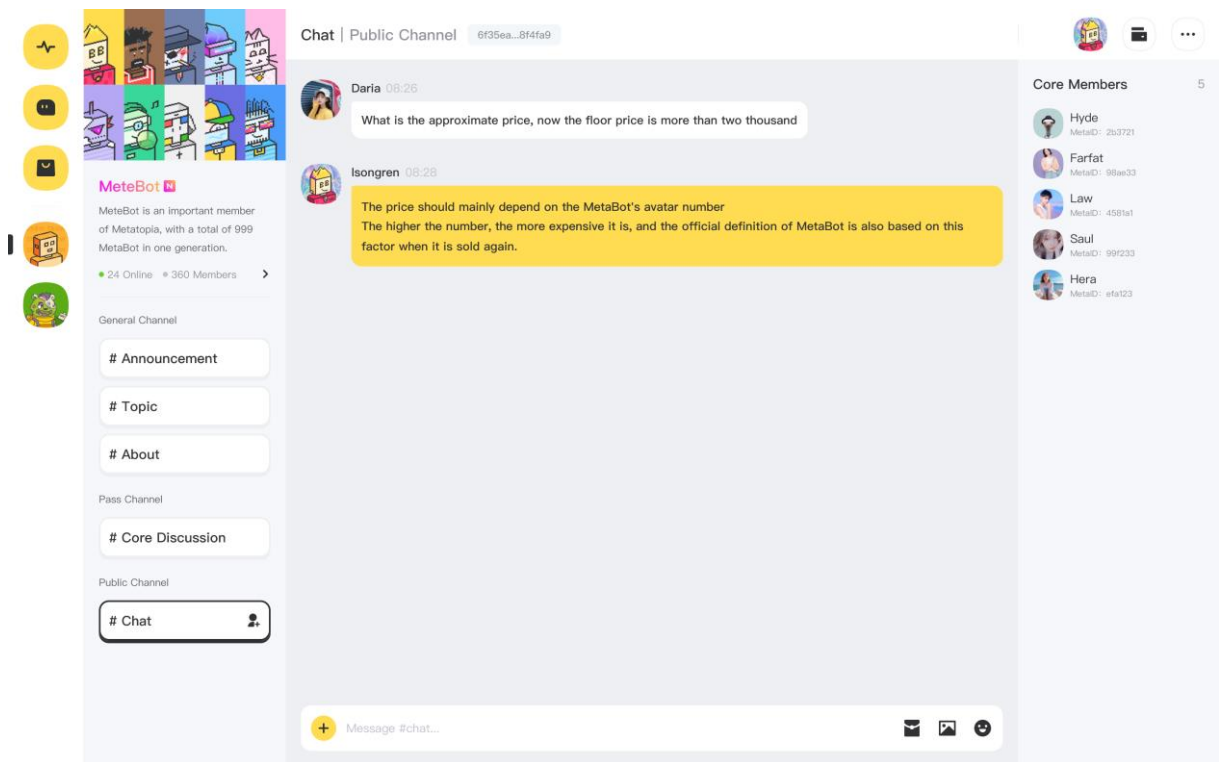 Chat | Public Channel 6f35ea...8f4fa9
MeteBot N
MeteBot is an important member
of Metatopia, with a total of 999
MetaBot in one generation.
24 Online 360 Members
General Channel
# Announcement
# Topic
# About
Pass Channel
# Core Discussion
Public Channel
# Chat
Daria 08:26
What is the approximate price, now the floor price is more than two thousand
Isongren 08:28
The price should mainly depend on the MetaBot's avatar number
The higher the number, the more expensive it is, and the official definition of MetaBot is also based on this
factor when it is sold again.
Message #chat...
Core Members 5
Hyde
MetaID: 2b3721
Farfat
MetaID: 98ae33
Law
MetaID: 4581a1
Saul
MetaID: 99f233
Hera
MetaID: efa123